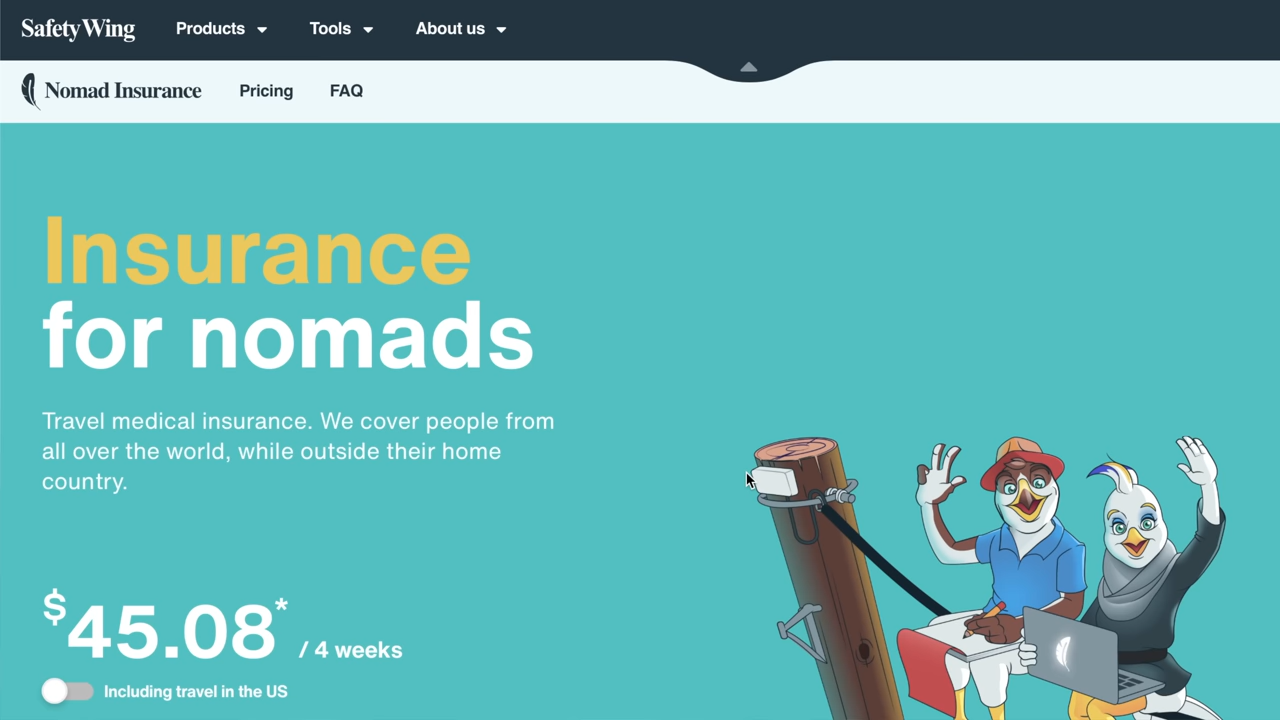 SafetyWing Products Tools About us
Nomad Insurance Pricing FAQ
Insurance
for nomads
Travel medical insurance. We cover people from
all over the world, while outside their home
country.
$45.08* / 4 weeks
Including travel in the US